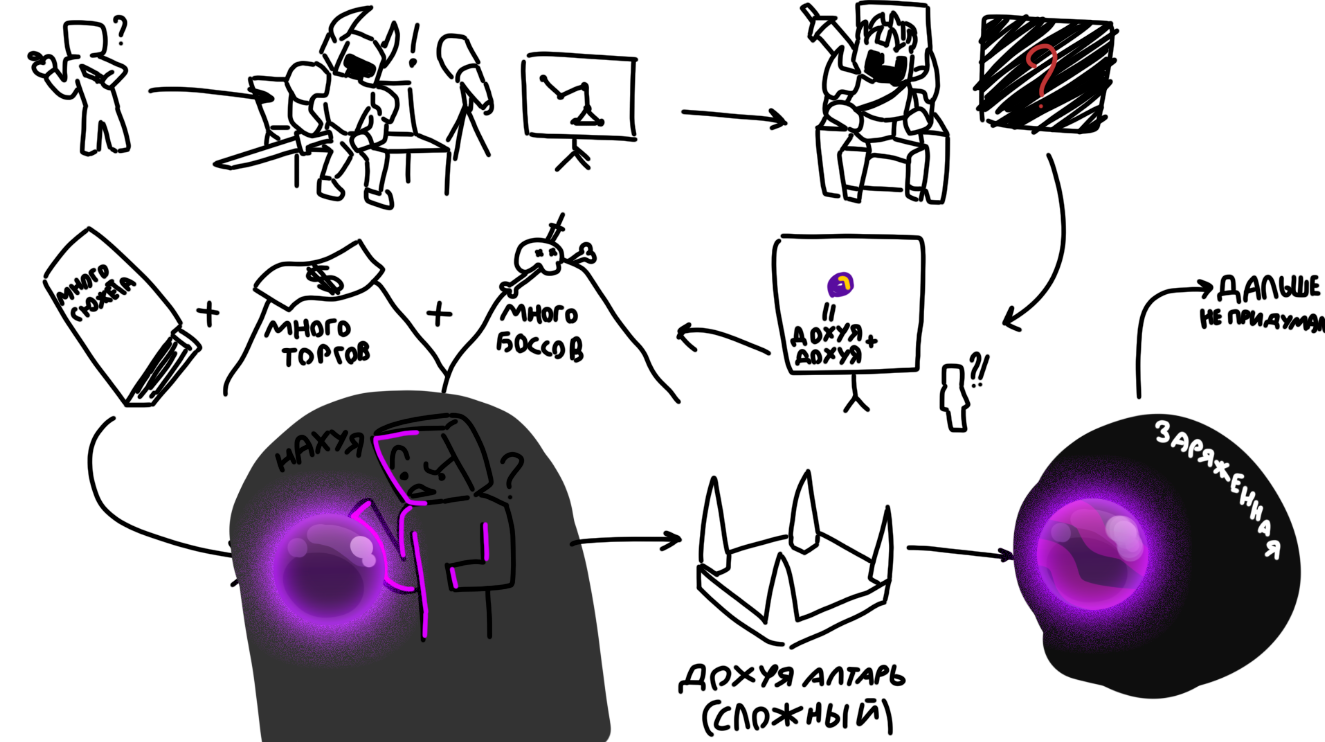 ?
!
?
МНОГО
СЮЖЕТА
+
$
МНОГО
ТОРГОВ
+
МНОГО
БОССОВ
=
ДОХУЯ +
ДОХУЯ
?!
ДАЛЬШЕ
НЕ ПРИДУМАЛ
НАХУЯ
?
ДОХУЯ АЛТАРЬ
(СЛОЖНЫЙ)
ЗАРЯЖЕННАЯ